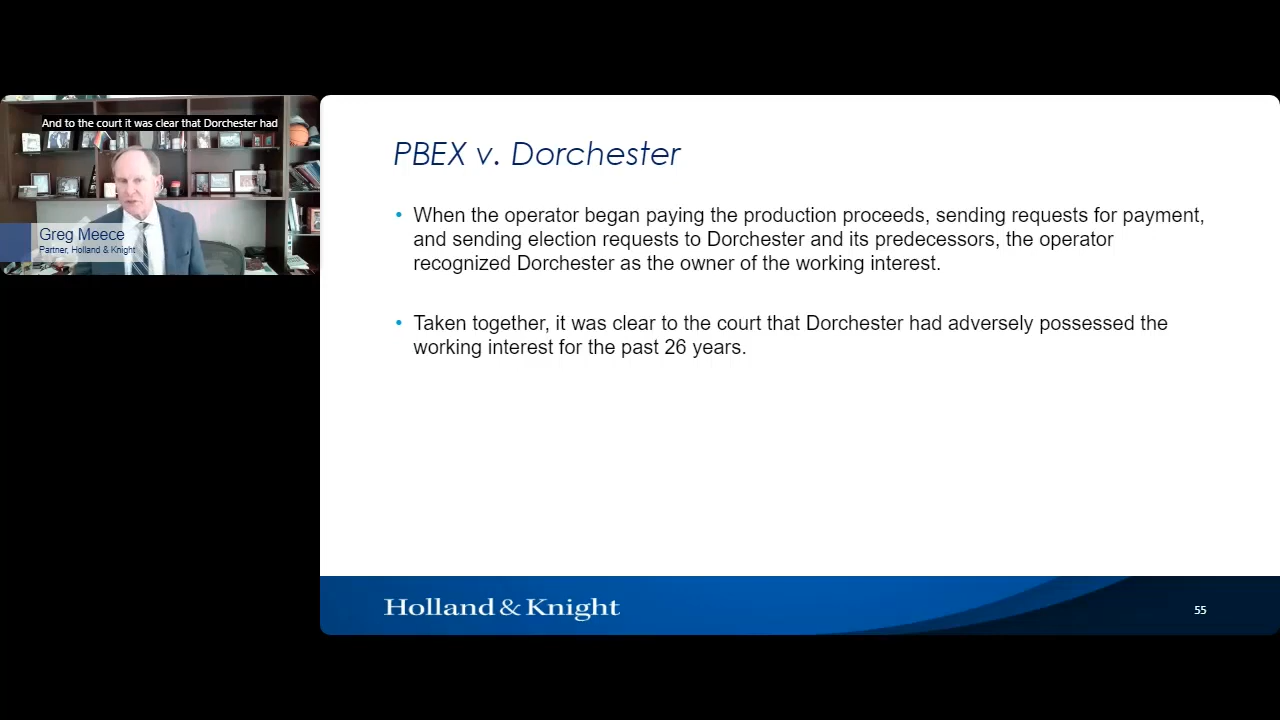 And to the court it was clear that Dorchester had
Greg Meece
Partner, Holland & Knight
PBEX v. Dorchester
• When the operator began paying the production proceeds, sending requests for payment,
and sending election requests to Dorchester and its predecessors, the operator
recognized Dorchester as the owner of the working interest.
• Taken together, it was clear to the court that Dorchester had adversely possessed the
working interest for the past 26 years.
Holland & Knight
55